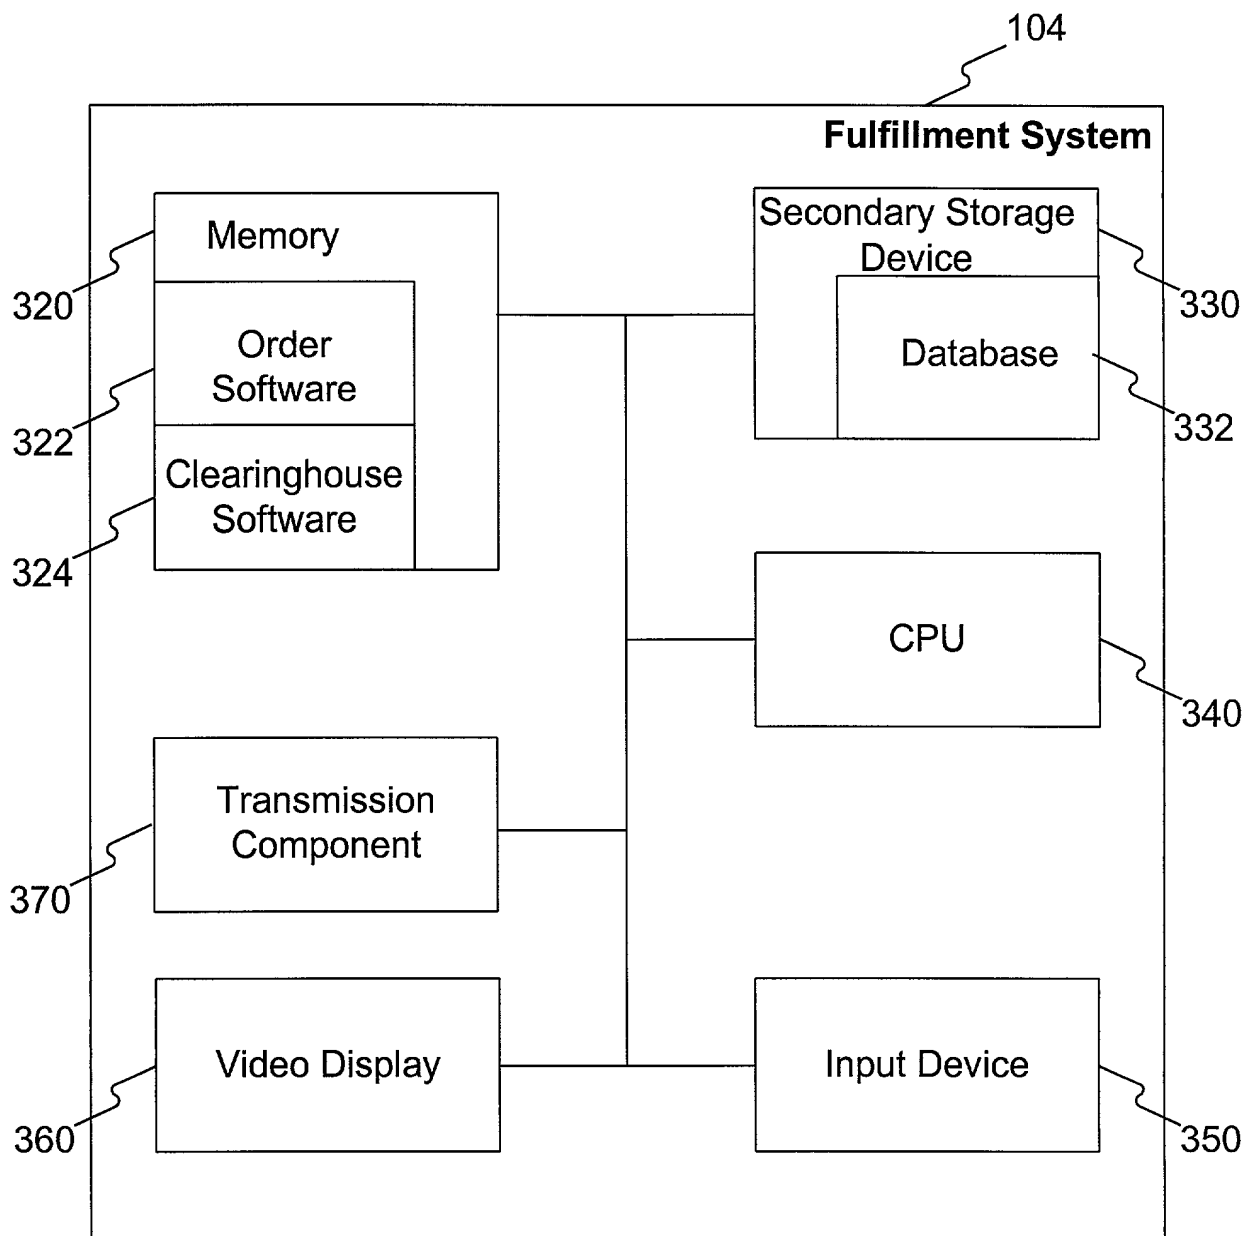 104
Fulfillment System
Memory
Secondary Storage
Device
320
330
Order
Software
Database
322
332
Clearinghouse
Software
324
CPU
340
Transmission
Component
370
Video Display
Input Device
360
350